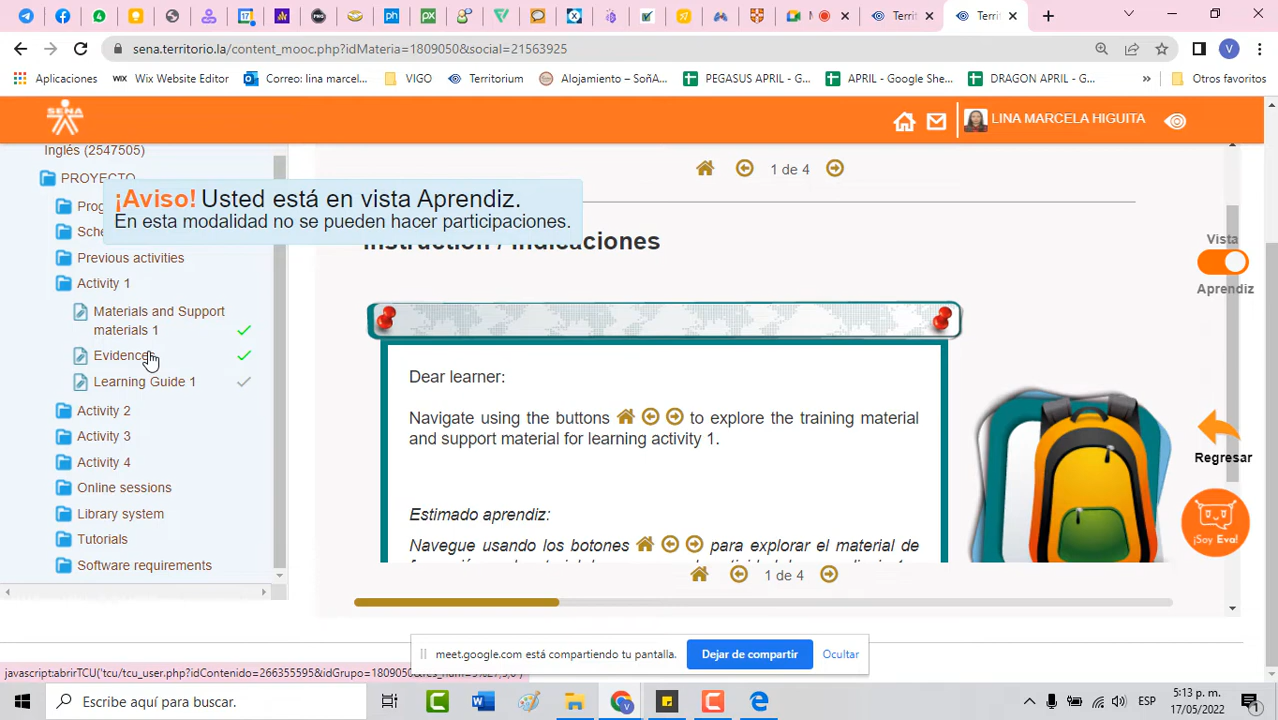 Territ
Territ
sena.territorio.la/content_mooc.php?idMateria=1809050&social=21563925
Aplicaciones
WIX Wix Website Editor
Correo: lina marcel...
VIGO
Territorium
Alojamiento – SoñA...
PEGASUS APRIL - G...
APRIL - Google She...
DRAGON APRIL - G...
»
Otros favoritos
SENA
LINA MARCELA HIGUITA
Inglés (2547505)
PROYECTO
1 de 4
¡Aviso! Usted está en vista Aprendiz.
En esta modalidad no se pueden hacer participaciones.
Prog
Sche
Instruction / Indicaciones
Vista
Aprendiz
Previous activities
Activity 1
Materials and Support
materials 1
Evidence
Learning Guide 1
Activity 2
Activity 3
Activity 4
Online sessions
Library system
Tutorials
Software requirements
Dear learner:
Navigate using the buttons to explore the training material
and support material for learning activity 1.
Estimado aprendiz:
Navegue usando los botones para explorar el material de
1 de 4
Regresar
¡Soy Eva!
meet.google.com está compartiendo tu pantalla.
Dejar de compartir
Ocultar
javascript:abrirTCU('tcu/tcu_user.php?idContenido=266355595&idGrupo=1809050
Escribe aquí para buscar.
ESP
5:13 p. m.
17/05/2022